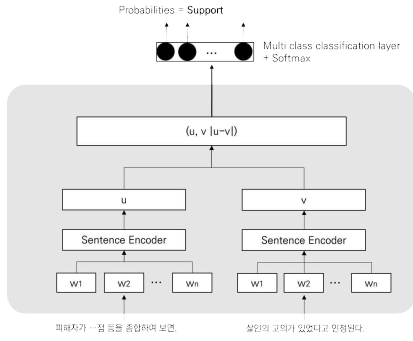 Probabilities = Support
...
Multi class classification layer
+ Softmax
(u, v |u-v|)
u
v
Sentence Encoder
Sentence Encoder
w1 w2 ... wn
w1 w2 ... wn
피해자가 …점 등을 종합하여 보면,
살인의 고의가 있었다고 인정된다.